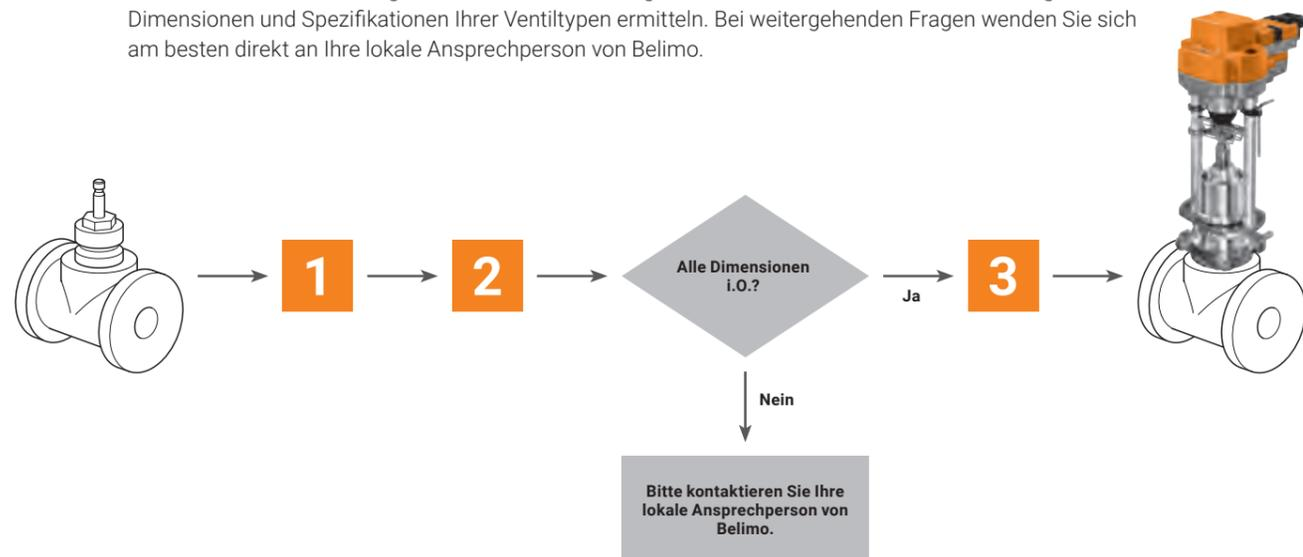 Dimensionen und Spezifikationen Ihrer Ventiltypen ermitteln. Bei weitergehenden Fragen wenden Sie sich
am besten direkt an Ihre lokale Ansprechperson von Belimo.
1
2
Alle Dimensionen
i.O.?
Ja
3
Nein
Bitte kontaktieren Sie Ihre
lokale Ansprechperson von
Belimo.